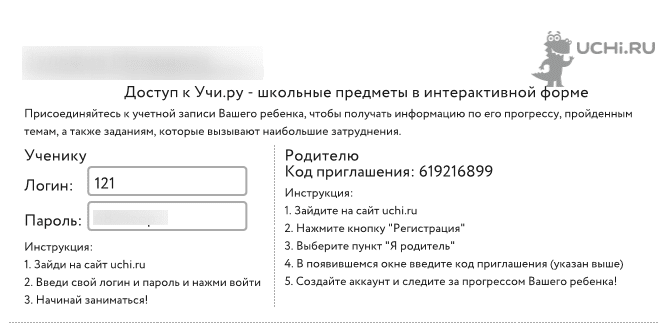 UCHi.RU
Доступ к Учи.ру - школьные предметы в интерактивной форме
Присоединяйтесь к учетной записи Вашего ребенка, чтобы получать информацию по его прогрессу, пройденным
темам, а также заданиям, которые вызывают наибольшие затруднения.
Ученику
Логин: 121
Пароль:
Инструкция:
1. Зайди на сайт uchi.ru
2. Введи свой логин и пароль и нажми войти
3. Начинай заниматься!
Родителю
Код приглашения: 619216899
Инструкция:
1. Зайдите на сайт uchi.ru
2. Нажмите кнопку "Регистрация"
3. Выберите пункт "Я родитель"
4. В появившемся окне введите код приглашения (указан выше)
5. Создайте аккаунт и следите за прогрессом Вашего ребенка!